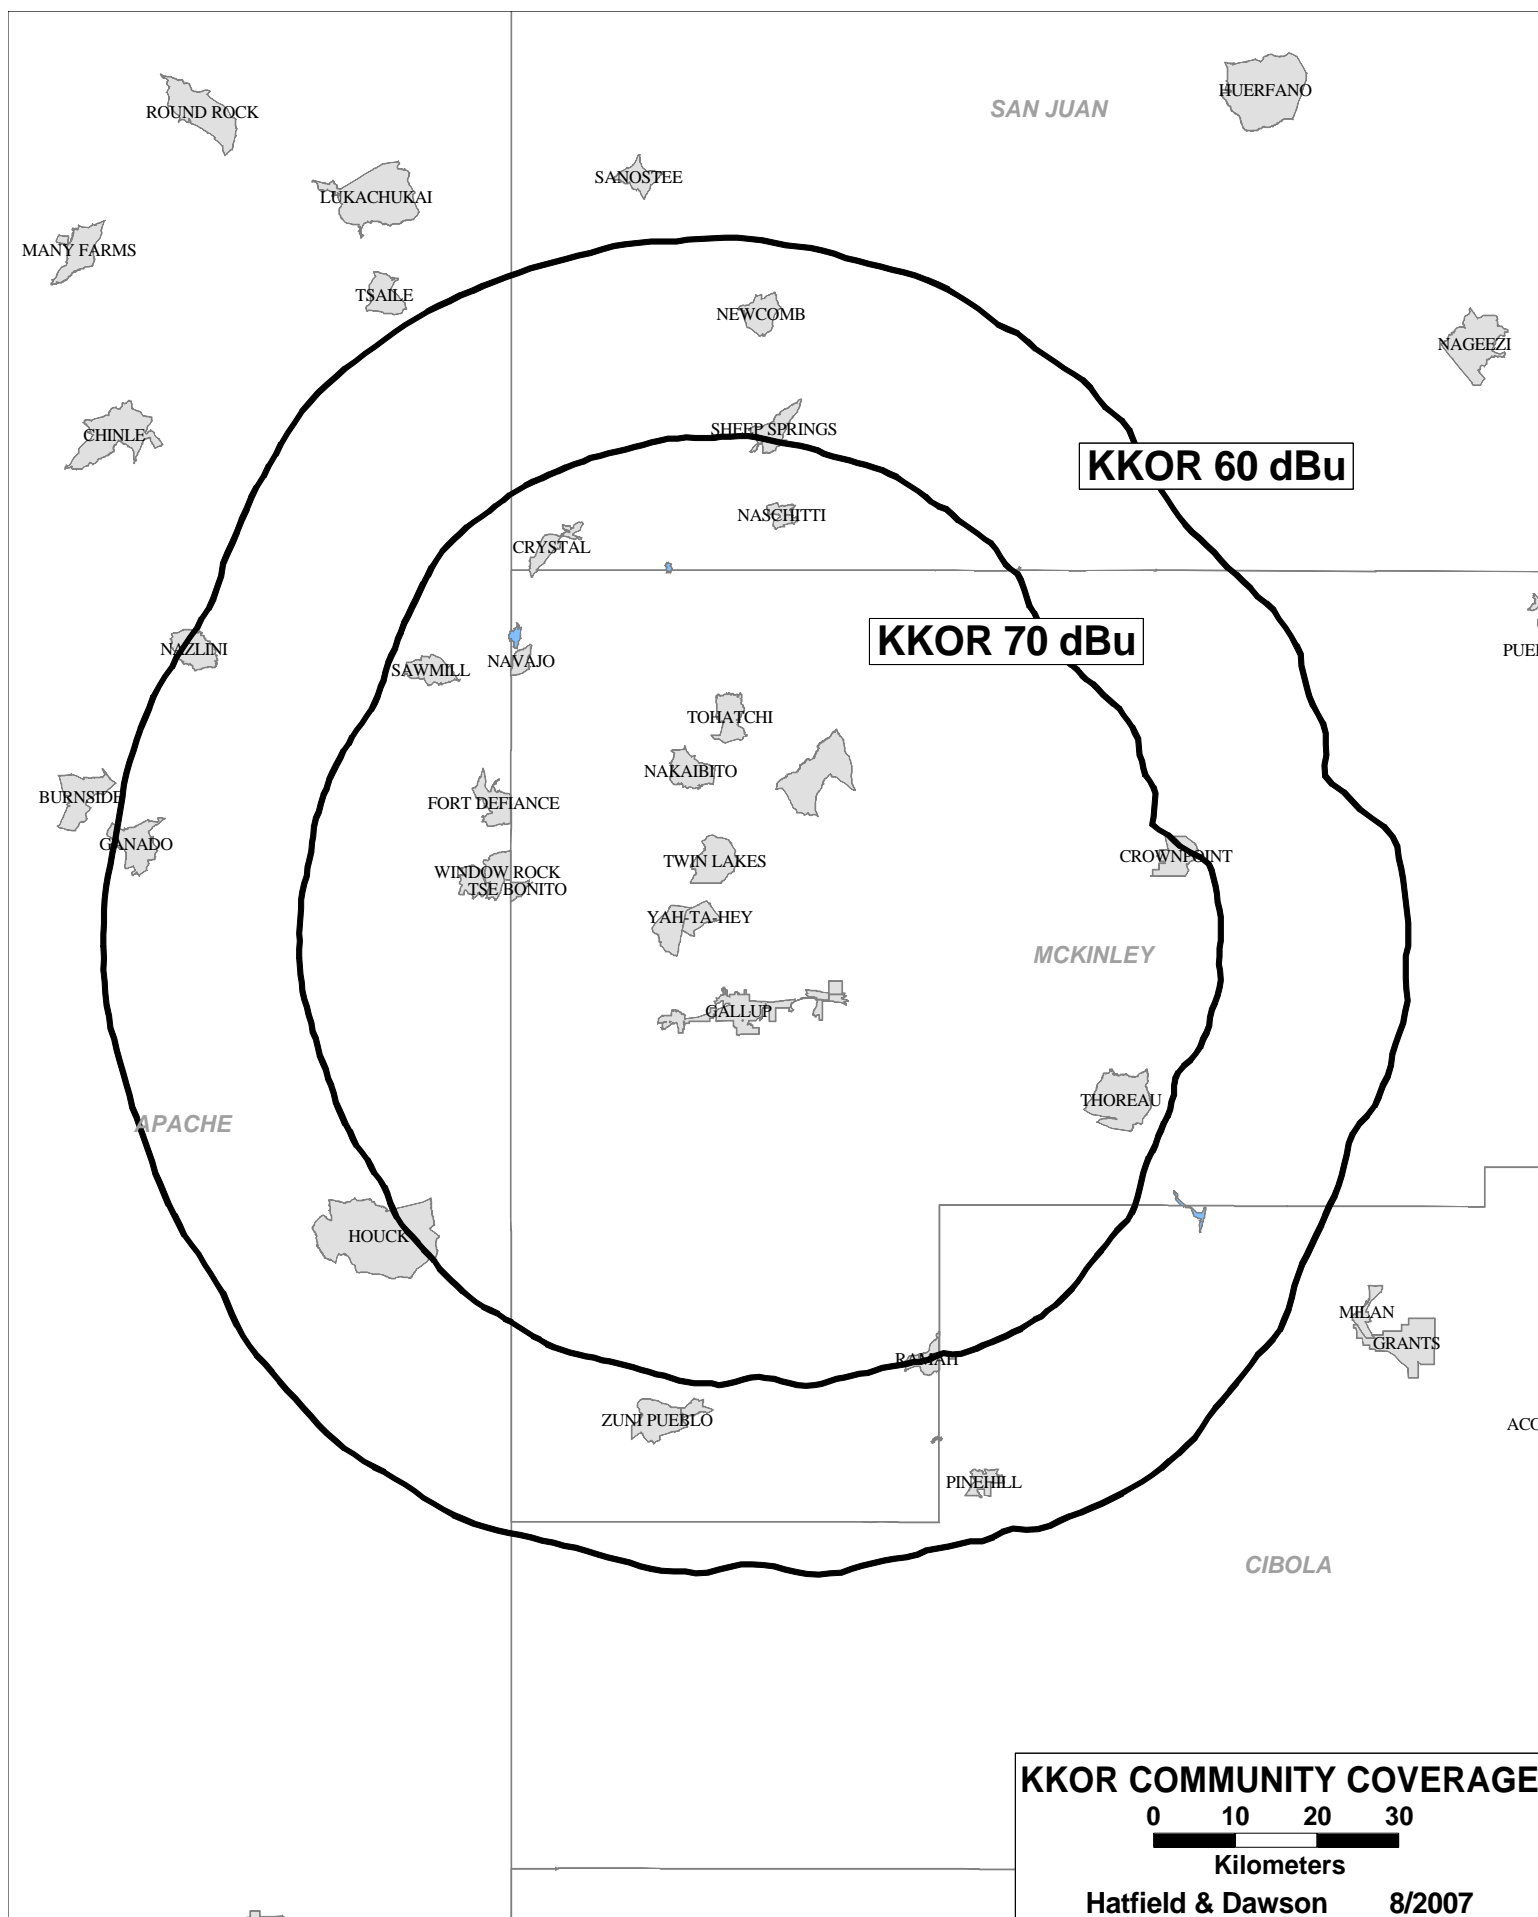 HUERFANO
SAN JUAN
ROUND ROCK
SANOSTEE
LUKACHUKAI
MANY FARMS
TSAILE
NEWCOMB
NAGEEZI
SHEEP SPRINGS
CHINLE
KKOR 60 dBu
NASCHITTI
CRYSTAL
KKOR 70 dBu
NAZLINI
PUE
NAVAJO
SAWMILL
TOHATCHI
NAKAIBITO
BURNSIDE
FORT DEFIANCE
GANADO
CROWNPOINT
TWIN LAKES
WINDOW ROCK
TSE BONITO
YAH-TA-HEY
MCKINLEY
GALLUP
THOREAU
APACHE
HOUCK
MILAN
GRANTS
RAMAH
ZUNI PUEBLO
ACO
PINEHILL
CIBOLA
KKOR COMMUNITY COVERAGE
0 10 20 30
Kilometers
Hatfield & Dawson 8/2007